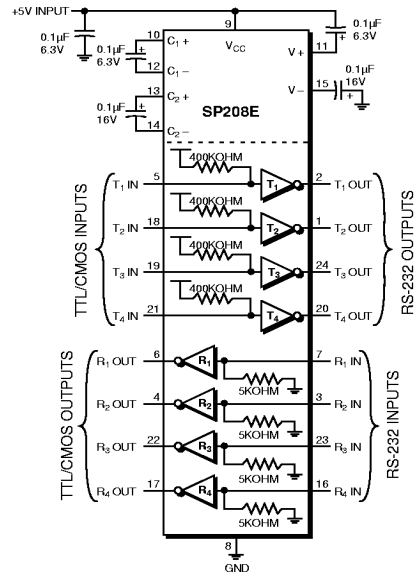 +5V INPUT
0.1µF
6.3V
0.1µF
6.3V
10
C1+
12
C1−
13
C2+
0.1µF
16V
14
C2−
9
VCC
V+
11
0.1µF
6.3V
V−
15
0.1µF
16V
SP208E
TTL/CMOS INPUTS
T1 IN
5
400KOHM
T1
2
T1 OUT
T2 IN
18
400KOHM
T2
1
T2 OUT
T3 IN
19
400KOHM
T3
24
T3 OUT
T4 IN
21
400KOHM
T4
20
T4 OUT
RS-232 OUTPUTS
TTL/CMOS OUTPUTS
R1 OUT
6
R1
7
R1 IN
5KOHM
R2 OUT
4
R2
3
R2 IN
5KOHM
R3 OUT
22
R3
23
R3 IN
5KOHM
R4 OUT
17
R4
16
R4 IN
5KOHM
RS-232 INPUTS
8
GND